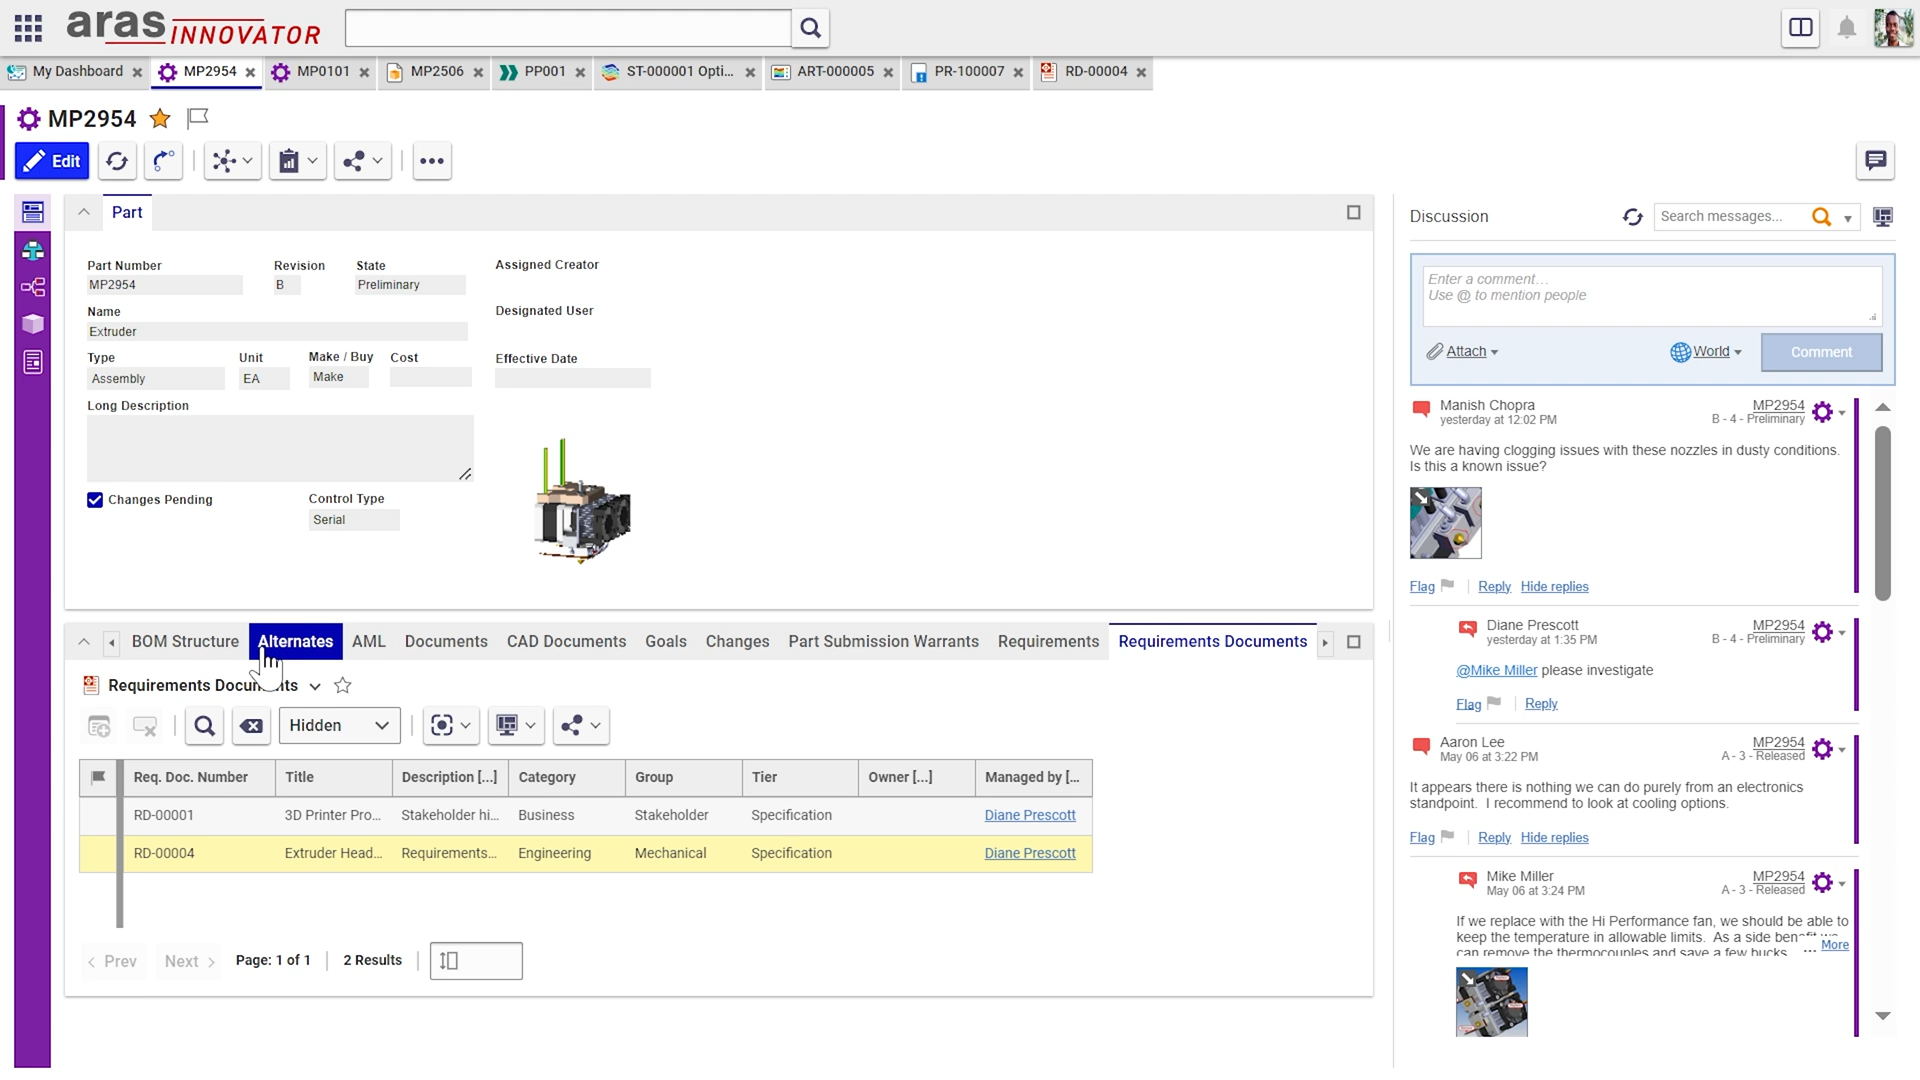 aras INNOVATOR
My Dashboard
MP2954
MP0101
MP2506
PP001
ST-000001 Opti...
ART-000005
PR-100007
RD-00004
MP2954
Edit
Part
Part Number
Revision
State
Assigned Creator
MP2954
B
Preliminary
Name
Designated User
Extruder
Type
Unit
Make / Buy
Cost
Effective Date
Assembly
EA
Make
Long Description
Changes Pending
Control Type
Serial
BOM Structure
Alternates
AML
Documents
CAD Documents
Goals
Changes
Part Submission Warrants
Requirements
Requirements Documents
Requirements Documents
Hidden
Req. Doc. Number
Title
Description [...]
Category
Group
Tier
Owner [...]
Managed by [...
RD-00001
3D Printer Pro...
Stakeholder hi...
Business
Stakeholder
Specification
Diane Prescott
RD-00004
Extruder Head...
Requirements...
Engineering
Mechanical
Specification
Diane Prescott
< Prev
Next >
Page: 1 of 1
2 Results
Discussion
Search messages...
Enter a comment...
Use @ to mention people
Attach
World
Comment
Manish Chopra
MP2954
yesterday at 12:02 PM
B - 4 - Preliminary
We are having clogging issues with these nozzles in dusty conditions.
Is this a known issue?
Flag
Reply
Hide replies
Diane Prescott
MP2954
yesterday at 1:35 PM
B - 4 - Preliminary
@Mike Miller please investigate
Flag
Reply
Aaron Lee
MP2954
May 06 at 3:22 PM
A - 3 - Released
It appears there is nothing we can do purely from an electronics
standpoint. I recommend to look at cooling options.
Flag
Reply
Hide replies
Mike Miller
MP2954
May 06 at 3:24 PM
A - 3 - Released
If we replace with the Hi Performance fan, we should be able to
keep the temperature in allowable limits. As a side benefit we
can remove the thermocouples and save a few bucks.
... More